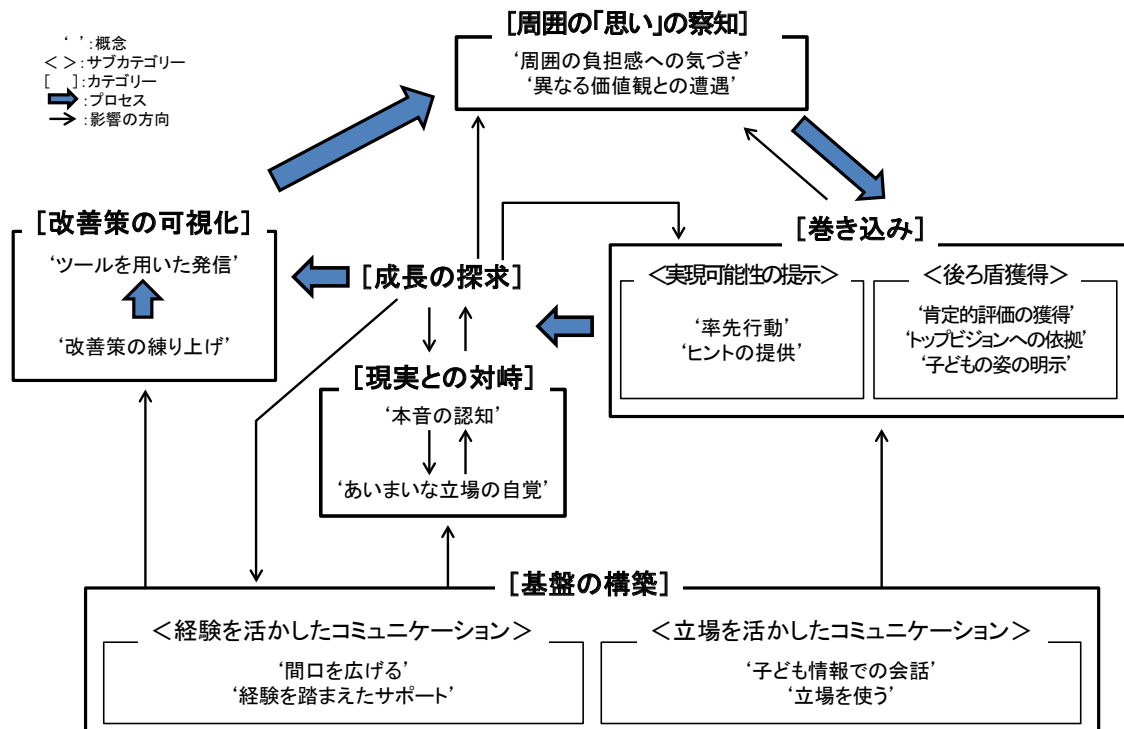 ‘ ’：概念
< >：サブカテゴリー
[ ]：カテゴリー
：プロセス
：影響の方向
[周囲の「思い」の察知]
‘周囲の負担感への気づき’
‘異なる価値観との遭遇’
[改善策の可視化]
‘ツールを用いた発信’
‘改善策の練り上げ’
[成長の探求]
[巻き込み]
＜実現可能性の提示＞
‘率先行動’
‘ヒントの提供’
＜後ろ盾獲得＞
‘肯定的評価の獲得’
‘トップビジョンへの依拠’
‘子どもの姿の明示’
[現実との対峙]
‘本音の認知’
‘あいまいな立場の自覚’
[基盤の構築]
＜経験を活かしたコミュニケーション＞
‘間口を広げる’
‘経験を踏まえたサポート’
＜立場を活かしたコミュニケーション＞
‘子ども情報での会話’
‘立場を使う’